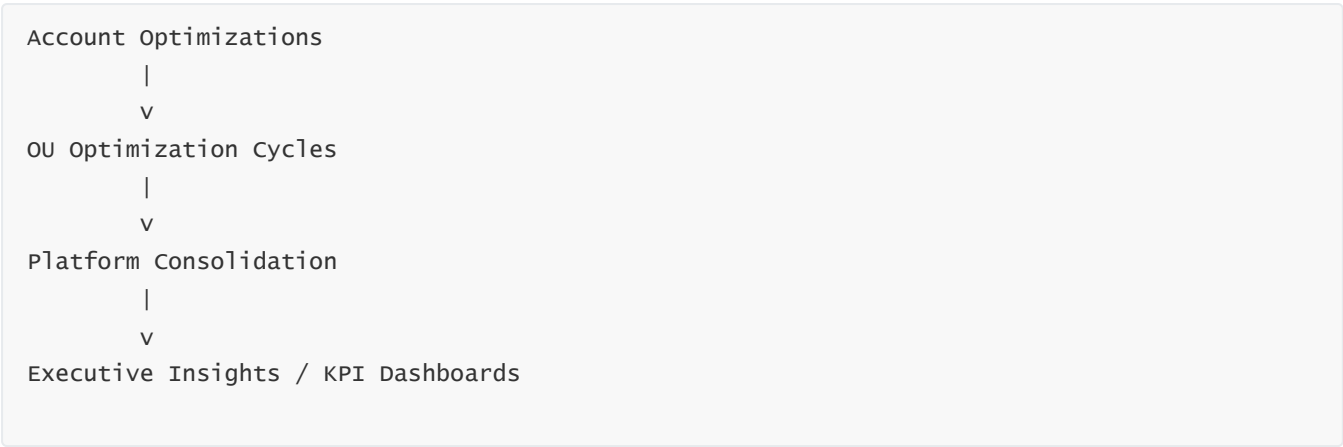 Account Optimizations
|
v
OU Optimization Cycles
|
v
Platform Consolidation
|
v
Executive Insights / KPI Dashboards